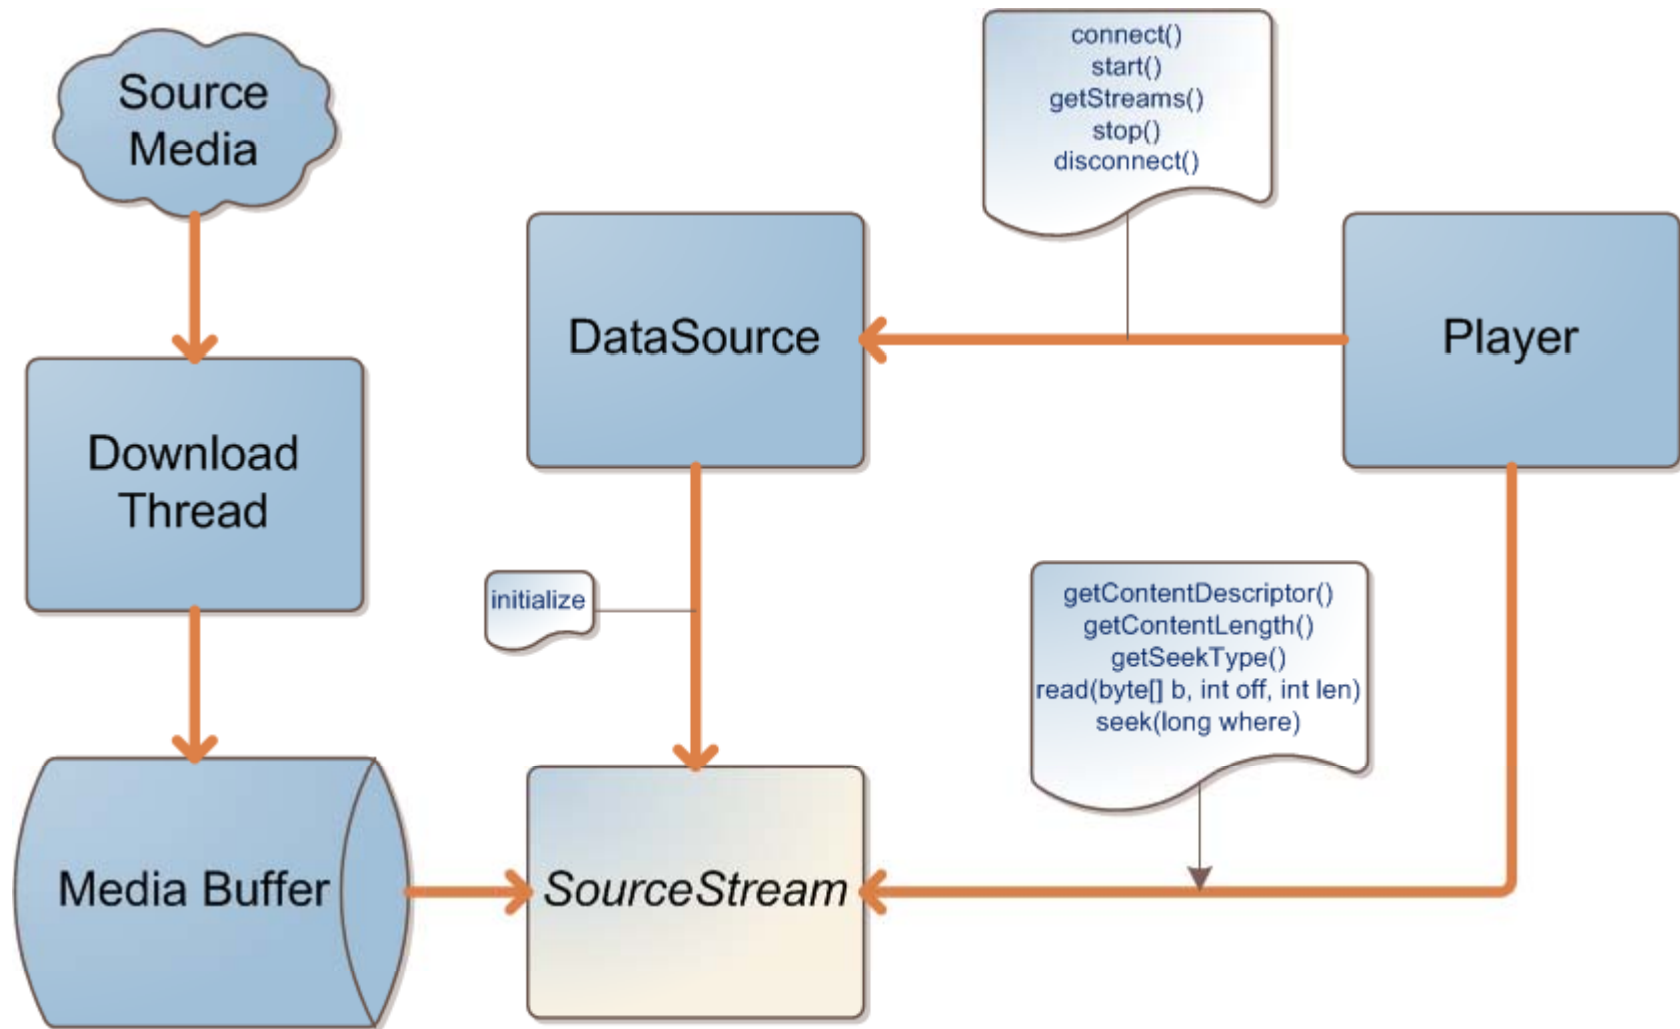 Source
Media
connect()
start()
getStreams()
stop()
disconnect()
DataSource
Player
Download
Thread
initialize
getContentDescriptor()
getContentLength()
getSeekType()
read(byte[] b, int off, int len)
seek(long where)
Media Buffer
SourceStream